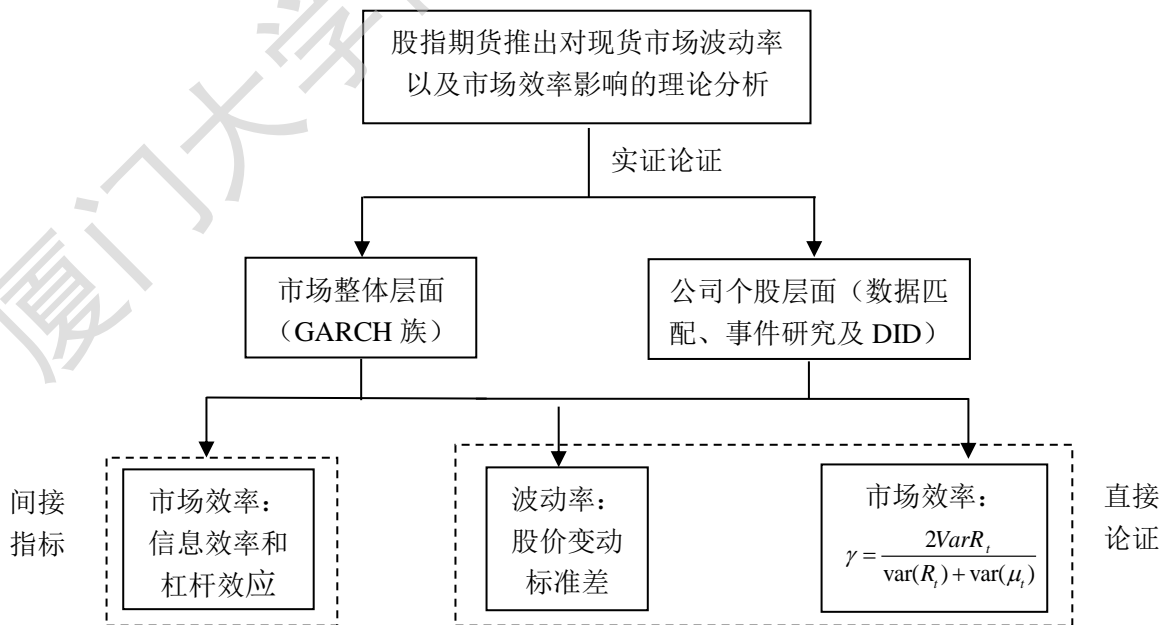 厦门大学
股指期货推出对现货市场波动率
以及市场效率影响的理论分析
实证论证
市场整体层面
（GARCH 族）
公司个股层面（数据匹
配、事件研究及 DID）
间接
指标
市场效率：
信息效率和
杠杆效应
波动率：
股价变动
标准差
市场效率：
γ = 2VarR_t / (var(R_t) + var(μ_t))
直接
论证